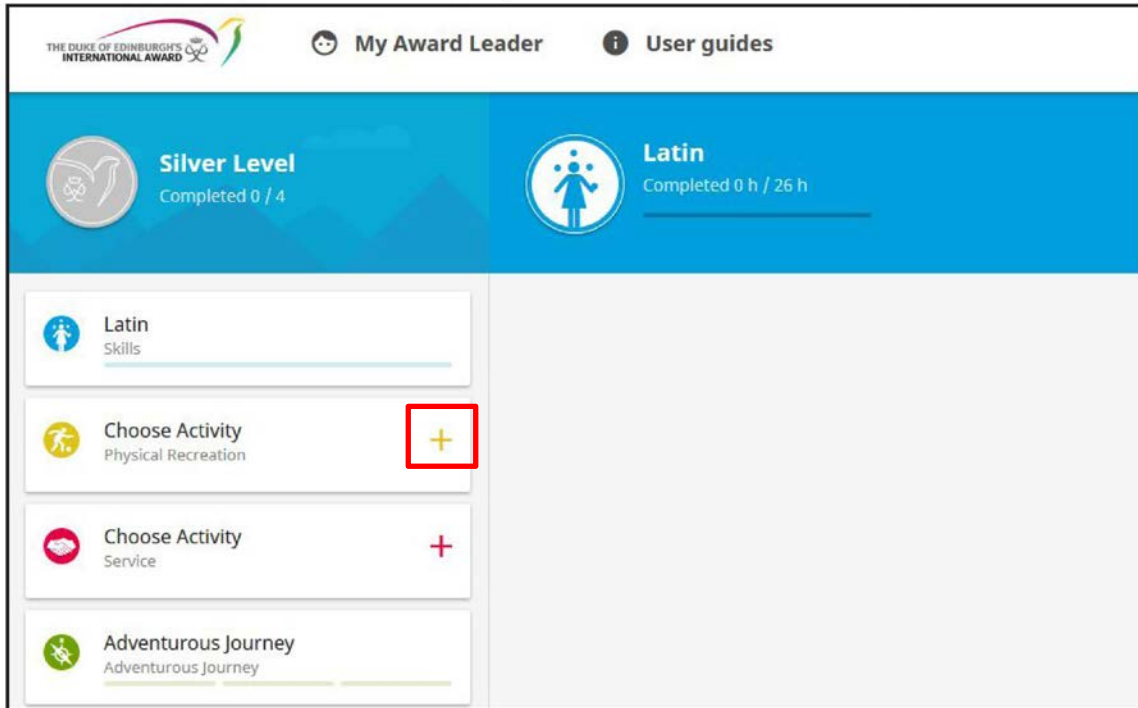 THE DUKE OF EDINBURGH'S
INTERNATIONAL AWARD
My Award Leader
User guides
Silver Level
Completed 0 / 4
Latin
Completed 0 h / 26 h
Latin
Skills
Choose Activity
Physical Recreation
Choose Activity
Service
Adventurous Journey
Adventurous Journey